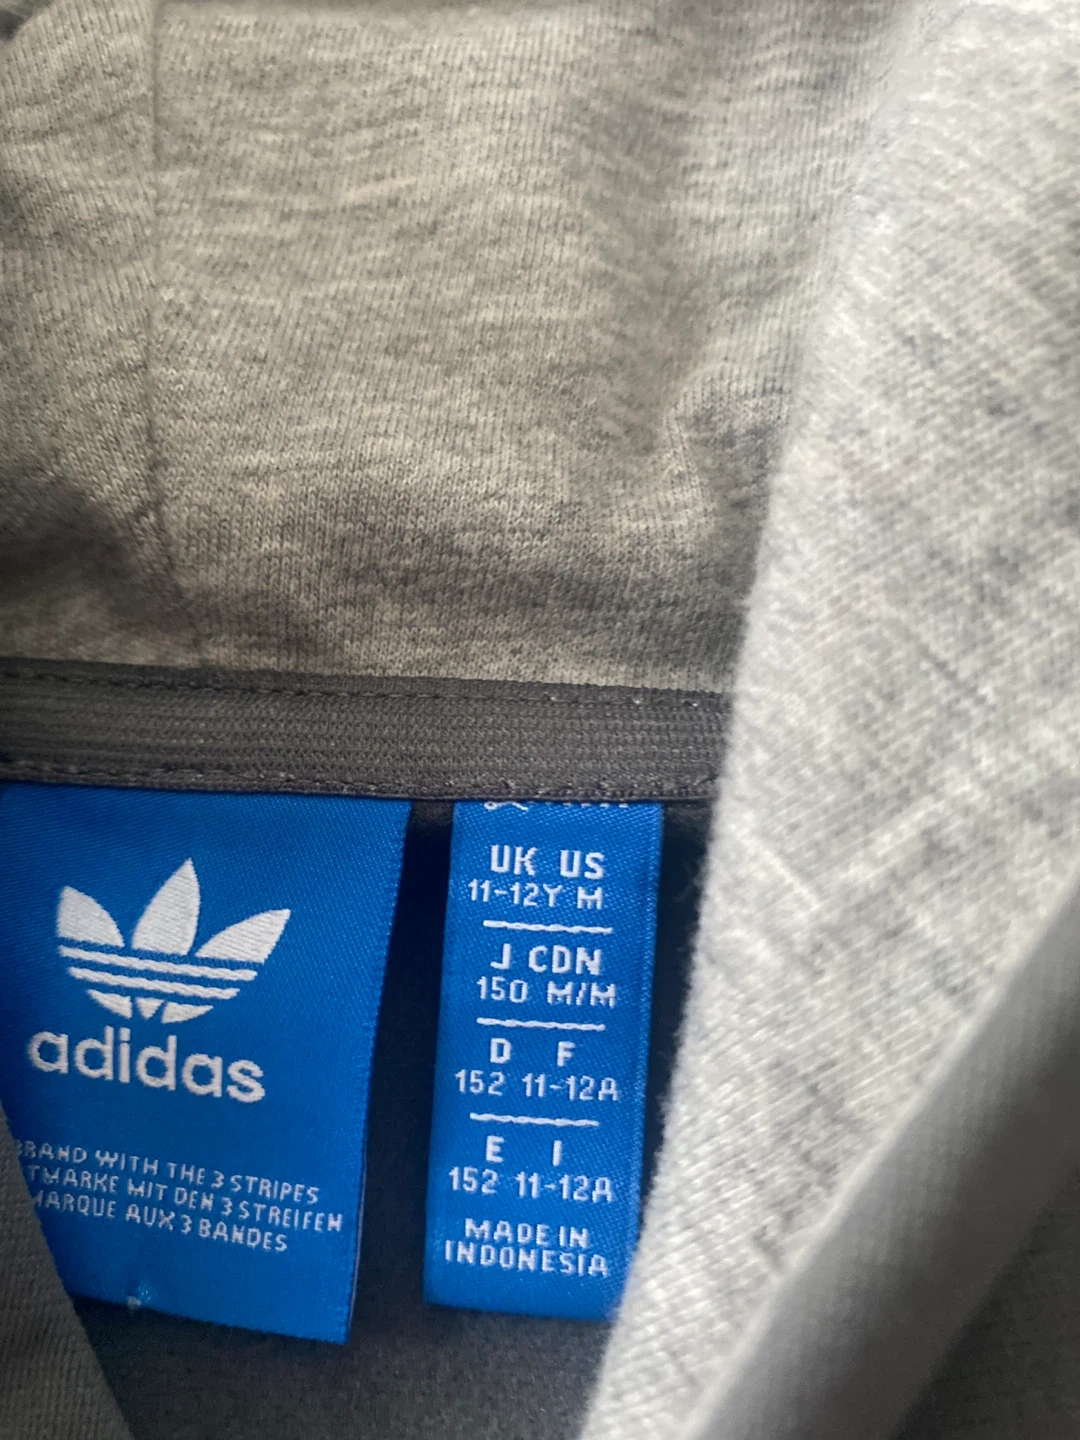 adidas
BRAND WITH THE 3 STRIPES
MARKE MIT DEN 3 STREIFEN
MARQUE AUX 3 BANDES
UK US
11-12Y M
J CDN
150 M/M
D F
152 11-12A
E I
152 11-12A
MADE IN
INDONESIA